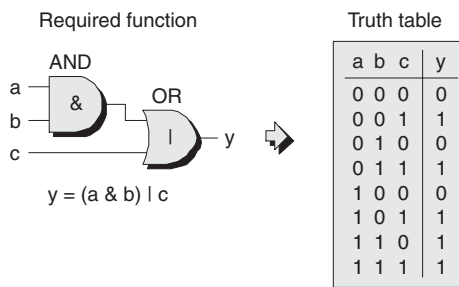 Required function
AND
a
&
b
OR
|
y
c
y = (a & b) | c
Truth table
a b c y
0 0 0 0
0 0 1 1
0 1 0 0
0 1 1 1
1 0 0 0
1 0 1 1
1 1 0 1
1 1 1 1